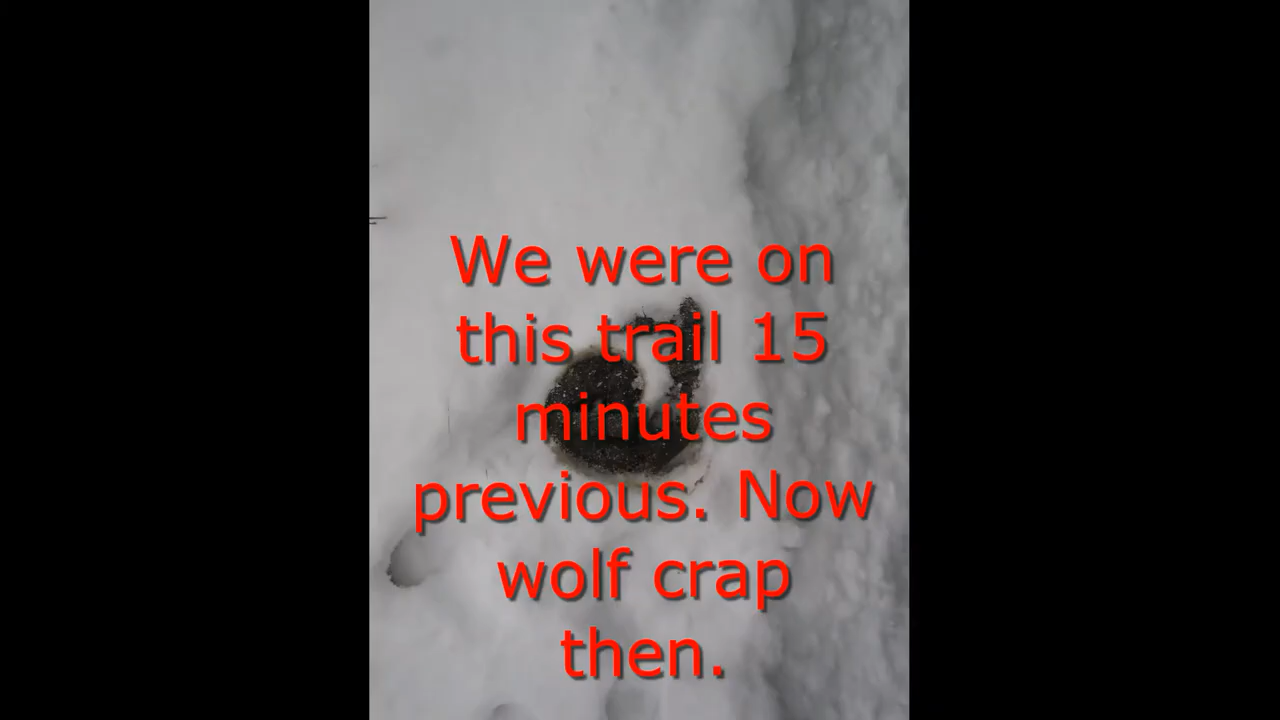 We were on
this trail 15
minutes
previous. Now
wolf crap
then.